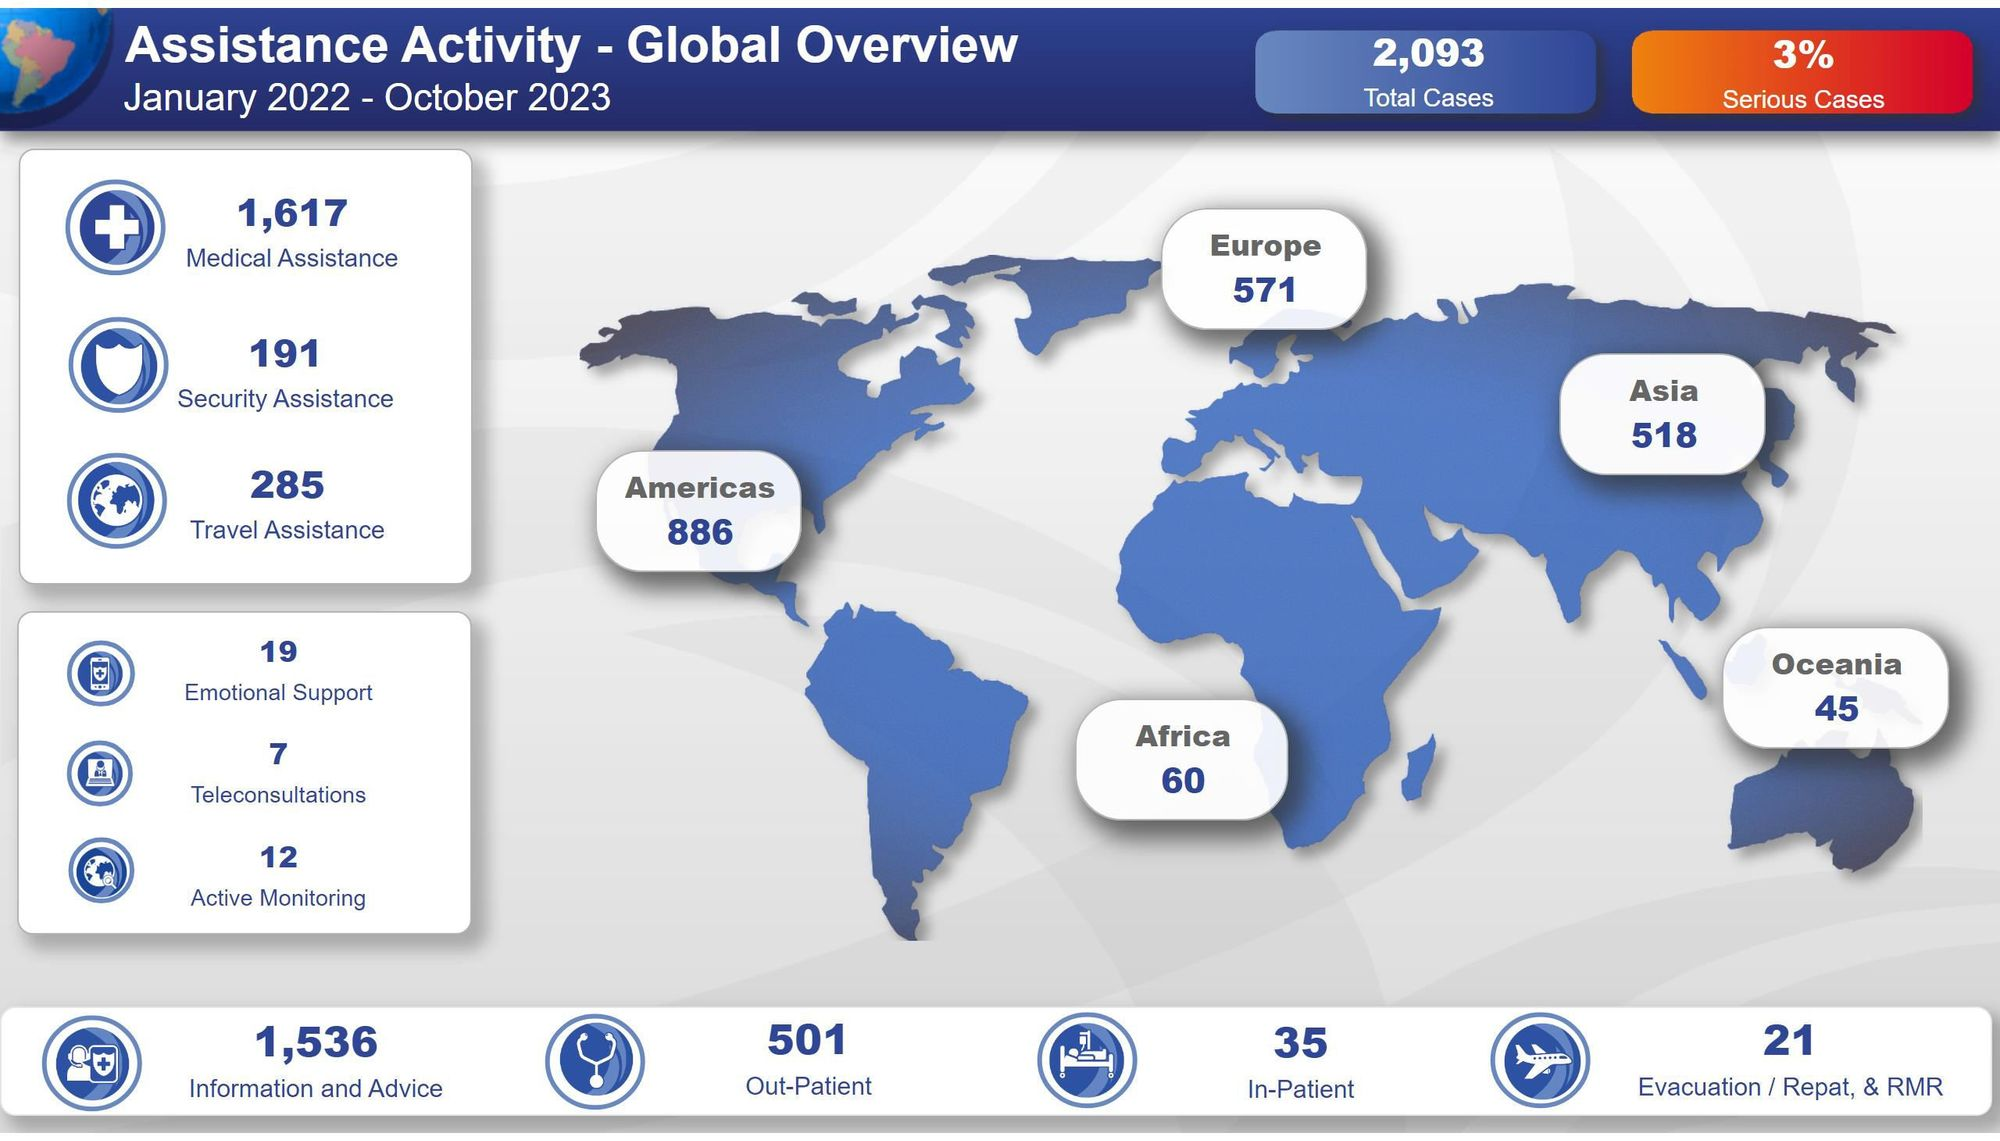 Assistance Activity - Global Overview
January 2022 - October 2023
2,093
Total Cases
3%
Serious Cases
1,617
Medical Assistance
191
Security Assistance
285
Travel Assistance
19
Emotional Support
7
Teleconsultations
12
Active Monitoring
Europe
571
Asia
518
Americas
886
Oceania
45
Africa
60
1,536
Information and Advice
501
Out-Patient
35
In-Patient
21
Evacuation / Repat, & RMR